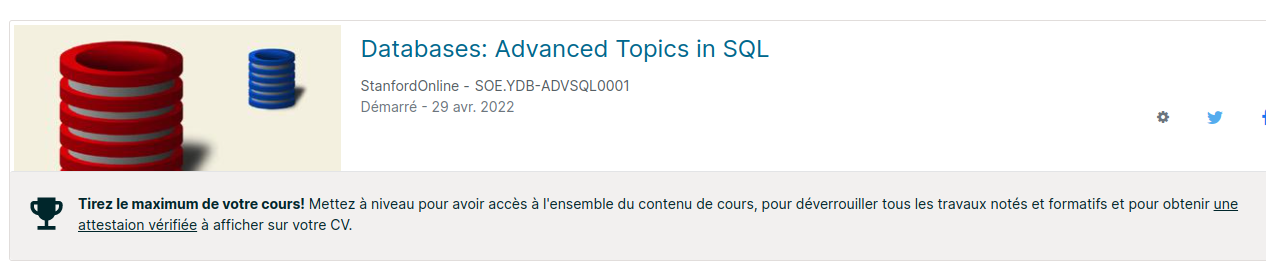 Databases: Advanced Topics in SQL
StanfordOnline - SOE.YDB-ADVSQL0001
Démarré - 29 avr. 2022
Tirez le maximum de votre cours! Mettez à niveau pour avoir accès à l'ensemble du contenu de cours, pour déverrouiller tous les travaux notés et formatifs et pour obtenir une
attestaion vérifiée à afficher sur votre CV.